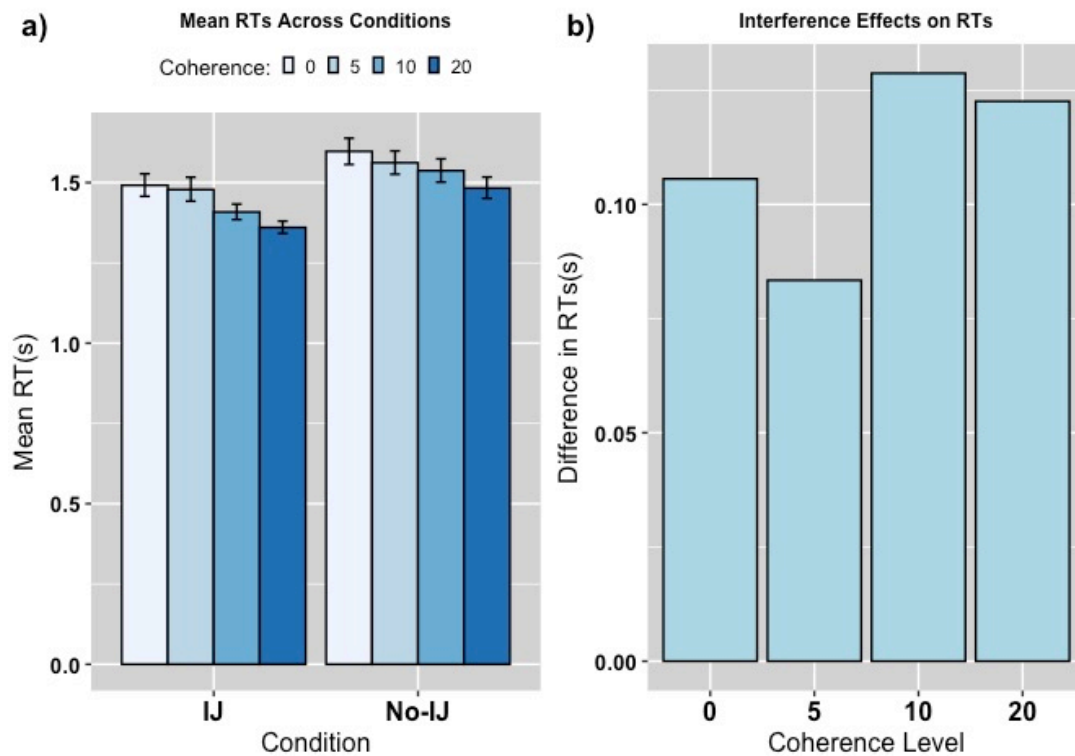 a)
Mean RTs Across Conditions
Coherence: 0 5 10 20
Mean RT(s)
1.5
1.0
0.5
0.0
IJ No-IJ
Condition
b)
Interference Effects on RTs
Difference in RTs(s)
0.10
0.05
0.00
0 5 10 20
Coherence Level